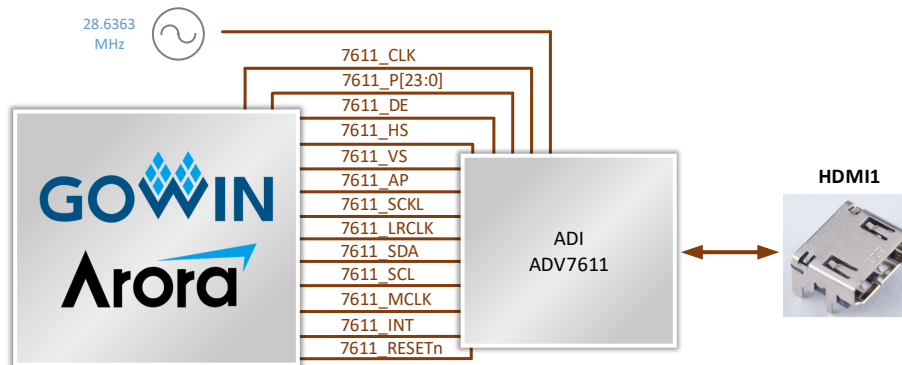 28.6363
MHz
7611_CLK
7611_P[23:0]
7611_DE
7611_HS
7611_VS
7611_AP
7611_SCKL
7611_LRCLK
7611_SDA
7611_SCL
7611_MCLK
7611_INT
7611_RESETn
GOWIN
Arora
ADI
ADV7611
HDMI1